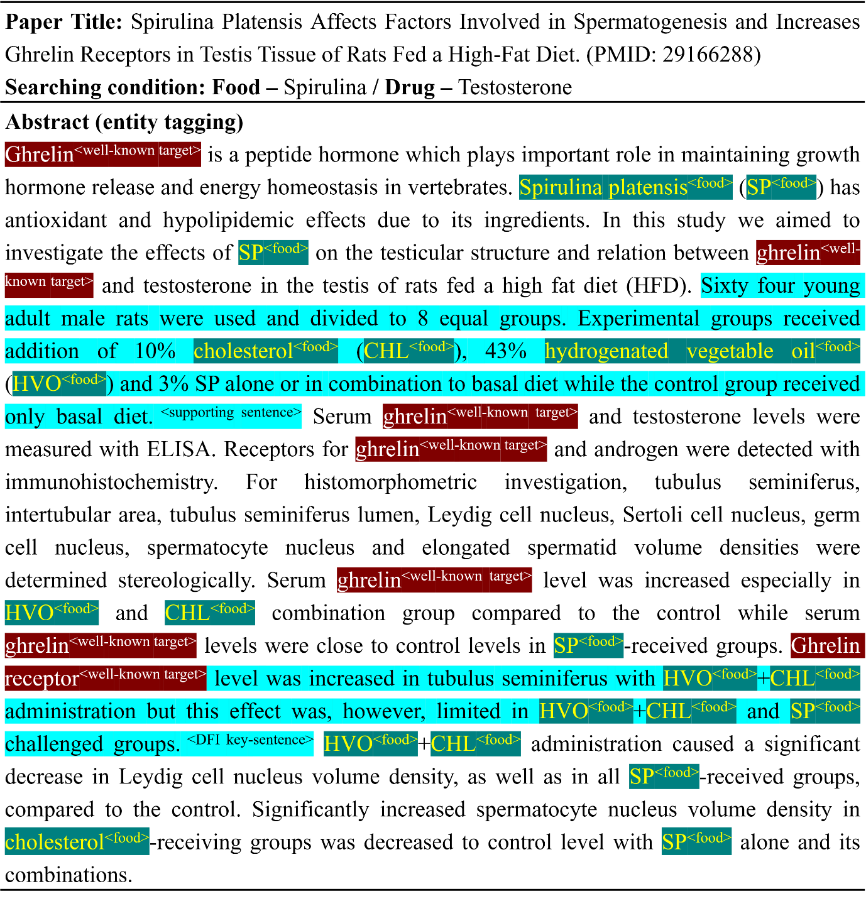 Paper Title: Spirulina Platensis Affects Factors Involved in Spermatogenesis and Increases
Ghrelin Receptors in Testis Tissue of Rats Fed a High-Fat Diet. (PMID: 29166288)
Searching condition: Food – Spirulina / Drug – Testosterone
Abstract (entity tagging)
Ghrelin<well-known target> is a peptide hormone which plays important role in maintaining growth
hormone release and energy homeostasis in vertebrates. Spirulina platensis<food> (SP<food>) has
antioxidant and hypolipidemic effects due to its ingredients. In this study we aimed to
investigate the effects of SP<food> on the testicular structure and relation between ghrelin<well-
known target> and testosterone in the testis of rats fed a high fat diet (HFD). Sixty four young
adult male rats were used and divided to 8 equal groups. Experimental groups received
addition of 10% cholesterol<food> (CHL<food>), 43% hydrogenated vegetable oil<food>
(HVO<food>) and 3% SP alone or in combination to basal diet while the control group received
only basal diet. <supporting sentence> Serum ghrelin<well-known target> and testosterone levels were
measured with ELISA. Receptors for ghrelin<well-known target> and androgen were detected with
immunohistochemistry. For histomorphometric investigation, tubulus seminiferus,
intertubular area, tubulus seminiferus lumen, Leydig cell nucleus, Sertoli cell nucleus, germ
cell nucleus, spermatocyte nucleus and elongated spermatid volume densities were
determined stereologically. Serum ghrelin<well-known target> level was increased especially in
HVO<food> and CHL<food> combination group compared to the control while serum
ghrelin<well-known target> levels were close to control levels in SP<food>-received groups. Ghrelin
receptor<well-known target> level was increased in tubulus seminiferus with HVO<food>+CHL<food>
administration but this effect was, however, limited in HVO<food>+CHL<food> and SP<food>
challenged groups. <DFI key-sentence> HVO<food>+CHL<food> administration caused a significant
decrease in Leydig cell nucleus volume density, as well as in all SP<food>-received groups,
compared to the control. Significantly increased spermatocyte nucleus volume density in
cholesterol<food>-receiving groups was decreased to control level with SP<food> alone and its
combinations.